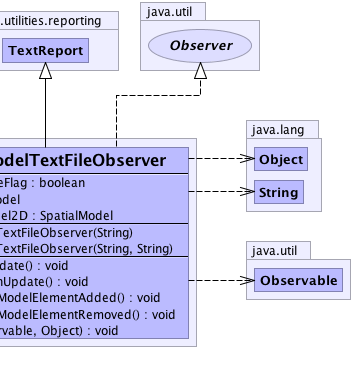 .utilities.reporting
TextReport
java.util
Observer
java.lang
Object
String
odelTextFileObserver
eFlag : boolean
odel
el2D : SpatialModel
TextFileObserver(String)
TextFileObserver(String, String)
date() : void
nUpdate() : void
ModelElementAdded() : void
ModelElementRemoved() : void
rvable, Object) : void
java.util
Observable